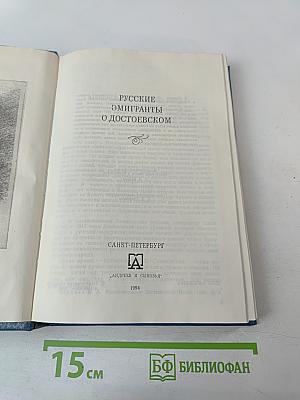 РУССКИЕ
ЭМИГРАНТЫ
О ДОСТОЕВСКОМ
САНКТ-ПЕТЕРБУРГ
„АНДРЕЕВ И СЫНОВЬЯ"
1994
15 см
БФ БИБЛИОФАН